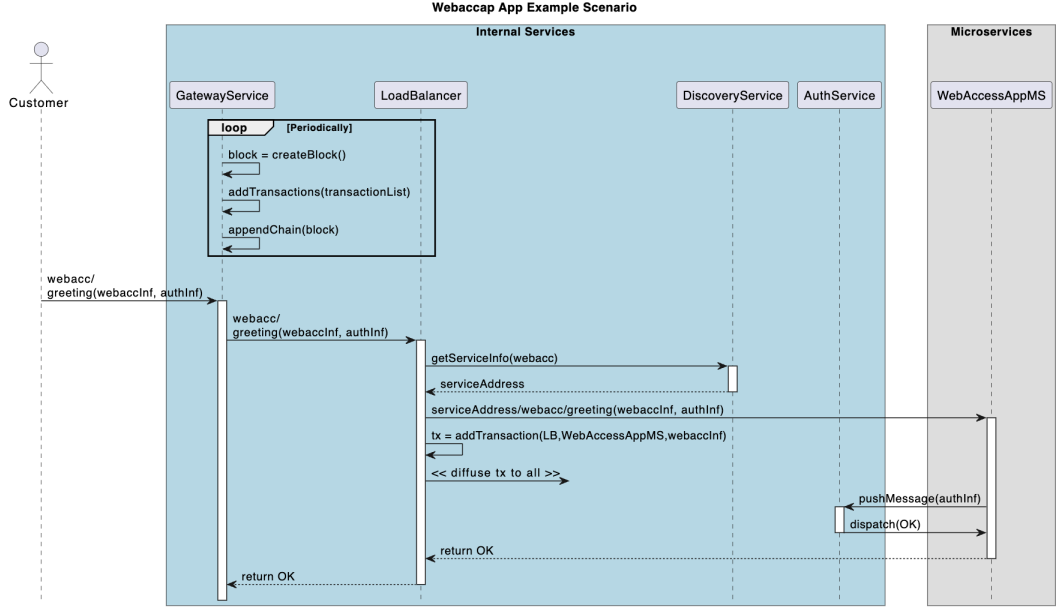 Webaccap App Example Scenario
Internal Services
Microservices
Customer
GatewayService
LoadBalancer
DiscoveryService
AuthService
WebAccessAppMS
loop
[Periodically]
block = createBlock()
addTransactions(transactionList)
appendChain(block)
webacc/
greeting(webaccInf, authInf)
webacc/
greeting(webaccInf, authInf)
getServiceInfo(webacc)
serviceAddress
serviceAddress/webacc/greeting(webaccInf, authInf)
tx = addTransaction(LB,WebAccessAppMS,webaccInf)
<< diffuse tx to all >>
pushMessage(authInf)
dispatch(OK)
return OK
return OK